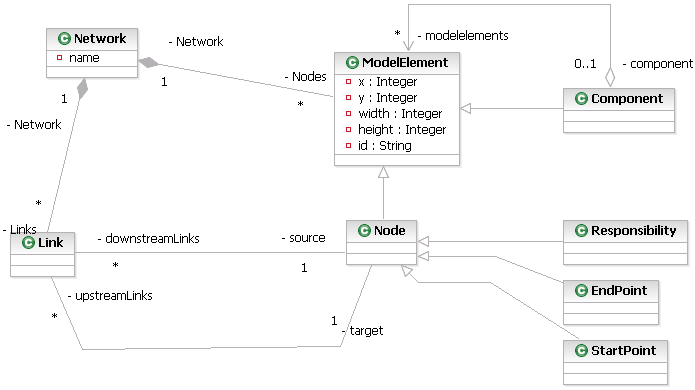 Network
name
- Network
1
- Nodes
*
1
- Network
*
- Links
ModelElement
x : Integer
y : Integer
width : Integer
height : Integer
id : String
*
- modelelements
0..1
- component
Component
Link
- downstreamLinks
*
- source
1
Node
- upstreamLinks
*
1
- target
Responsibility
EndPoint
StartPoint